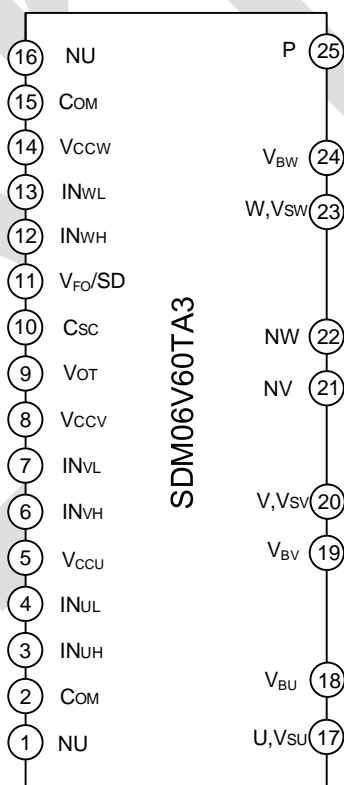 16 NU
15 COM
14 VCCW
13 INWL
12 INWH
11 VFO/SD
10 CSC
9 VOT
8 VCCV
7 INVL
6 INVH
5 VCCU
4 INUL
3 INUH
2 COM
1 NU
SDM06V60TA3
P 25
VBW 24
W,VSW 23
NW 22
NV 21
V,VSV 20
VBV 19
VBU 18
U,VSU 17